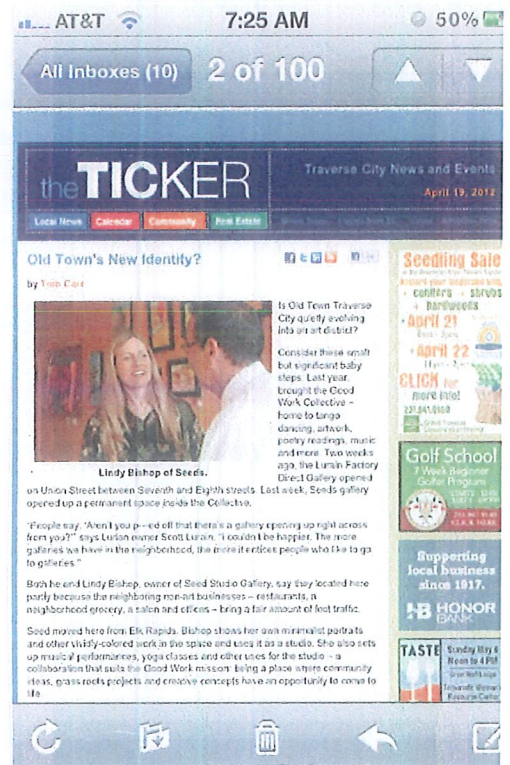 AT&T 7:25 AM 50%
All Inboxes (10) 2 of 100
the TICKER
Traverse City News and Events
April 19, 2012
Local News Calendar Community Real Estate
Old Town's New Identity?
by
Is Old Town Traverse
City quietly evolving
into an art district?
Consider these small
but significant baby
steps. Last year,
brought the Good
Work Collective –
home to tango
dancing, artwork,
poetry readings, music
and more. Two weeks
ago, the Lurain Factory
Direct Gallery opened
Lindy Bishop of Seeds.
on Union Street between Seventh and Eighth streets. Last week, Seeds gallery
opened up a permanent space inside the Collective.
"People say, 'Aren't you p--ed off that there's a gallery opening up right across
from you?'" says Lurian owner Scott Lurain. "I couldn't be happier. The more
galleries we have in the neighborhood, the more it entices people who like to go
to galleries."
Both he and Lindy Bishop, owner of Seed Studio Gallery, say they located here
partly because the neighboring non-art businesses – restaurants, a
neighborhood grocery, a salon and offices – bring a fair amount of foot traffic.
Seed moved here from Elk Rapids. Bishop shows her own minimalist portraits
and other vividly-colored work in the space and uses it as a studio. She also sets
up musical performances, yoga classes and other uses for the studio – a
collaboration that suits the Good Work mission: being a place where community
ideas, grass roots projects and creative concepts have an opportunity to come to
life.
Seedling Sale
conifers shrubs
hardwoods
April 21
April 22
CLICK for
more info!
231.941.0960
Golf School
7 Week Beginner
Golfer Program
CLICK HERE
Supporting
local business
since 1917.
HB HONOR
BANK
TASTE
Sunday May 6
Noon to 4 PM
Women's
Resource Center